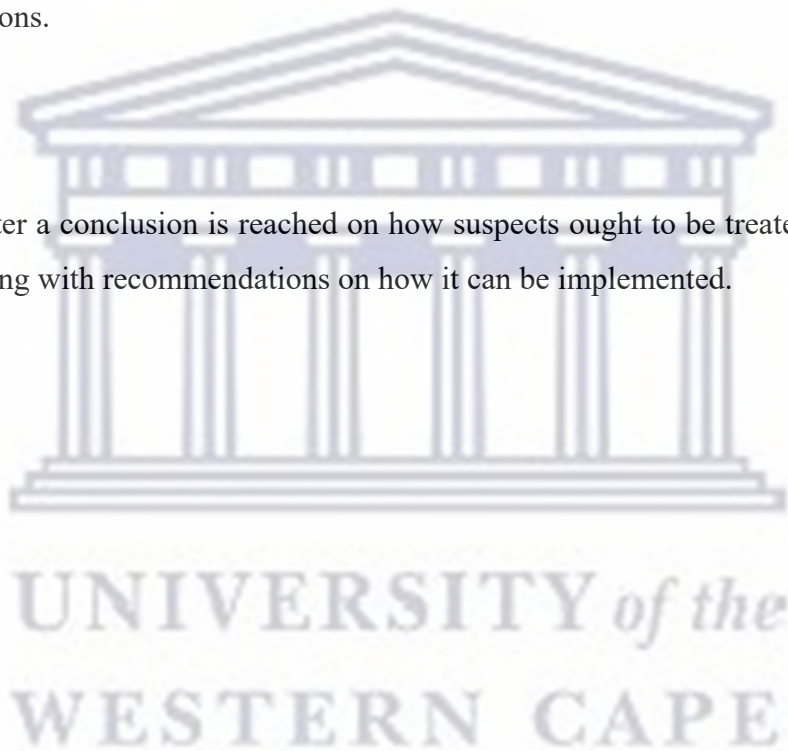 ons.
ter a conclusion is reached on how suspects ought to be treate
ng with recommendations on how it can be implemented.
UNIVERSITY of the
WESTERN CAPE